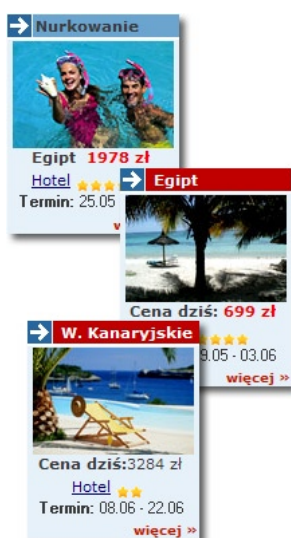 Nurkowanie
Egipt 1978 zł
Hotel
Termin: 25.05
Egipt
Cena dziś: 699 zł
9.05 - 03.06
więcej »
W. Kanaryjskie
Cena dziś:3284 zł
Hotel
Termin: 08.06 - 22.06
więcej »